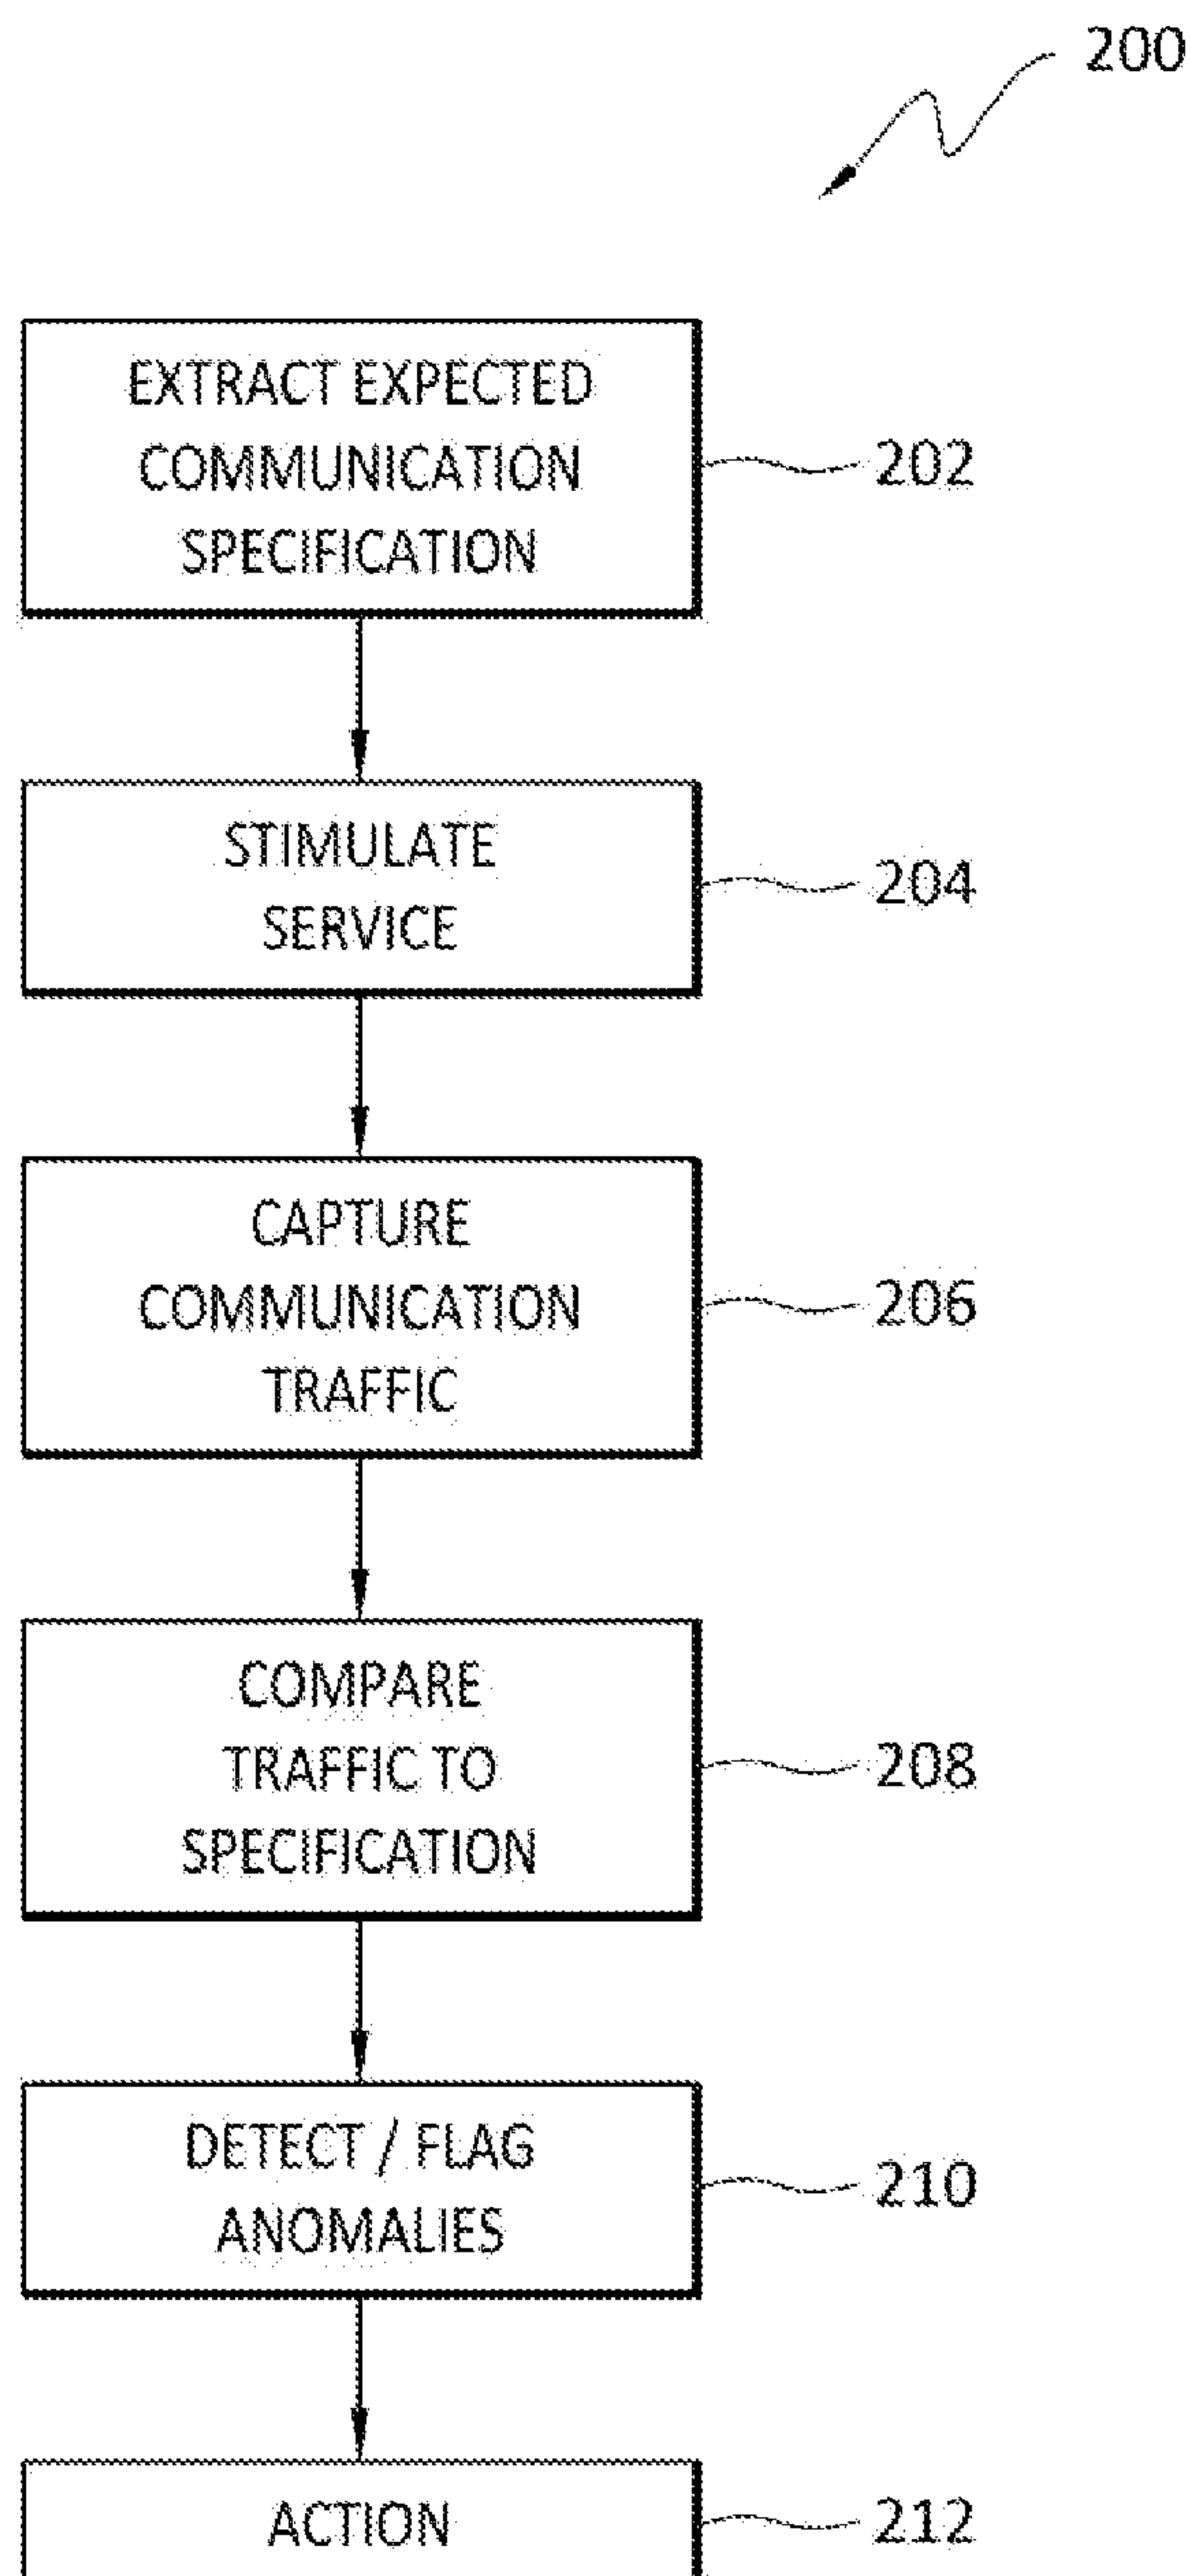 200
EXTRACT EXPECTED
COMMUNICATION
SPECIFICATION
202
STIMULATE
SERVICE
204
CAPTURE
COMMUNICATION
TRAFFIC
206
COMPARE
TRAFFIC TO
SPECIFICATION
208
DETECT / FLAG
ANOMALIES
210
ACTION
212